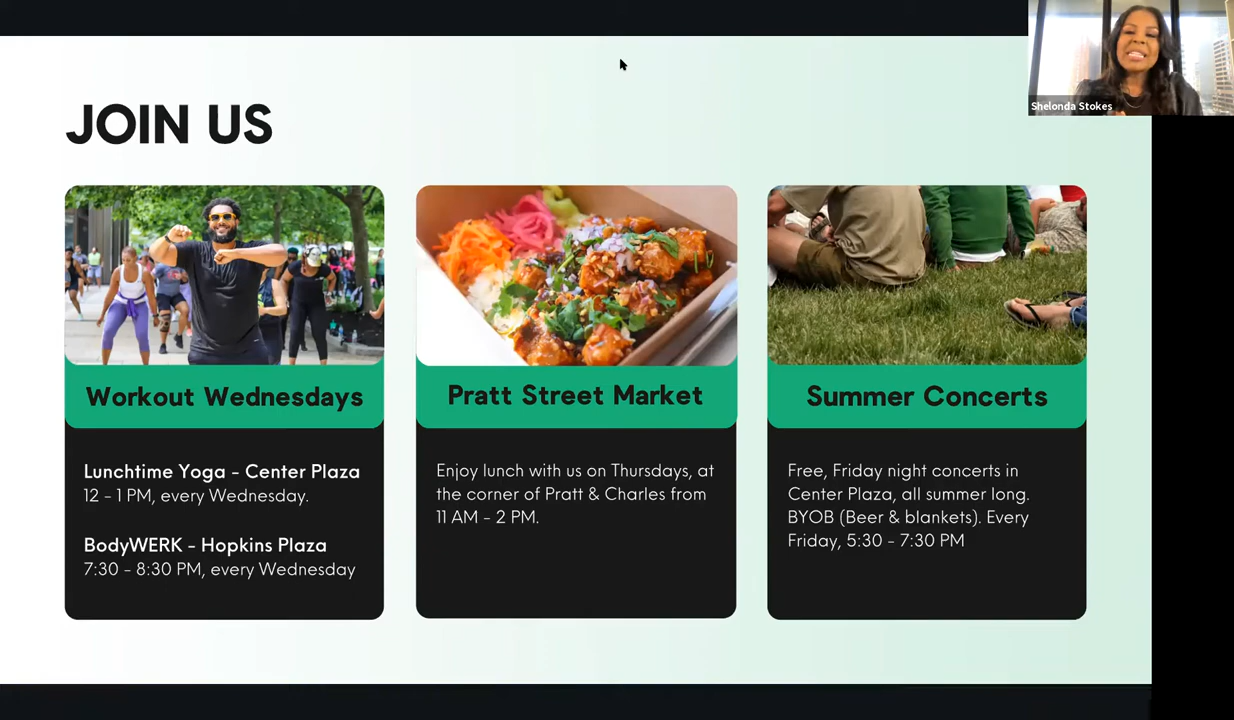 Shelonda Stokes
JOIN US
Workout Wednesdays
Lunchtime Yoga - Center Plaza
12 - 1 PM, every Wednesday.
BodyWERK - Hopkins Plaza
7:30 - 8:30 PM, every Wednesday
Pratt Street Market
Enjoy lunch with us on Thursdays, at
the corner of Pratt & Charles from
11 AM - 2 PM.
Summer Concerts
Free, Friday night concerts in
Center Plaza, all summer long.
BYOB (Beer & blankets). Every
Friday, 5:30 - 7:30 PM